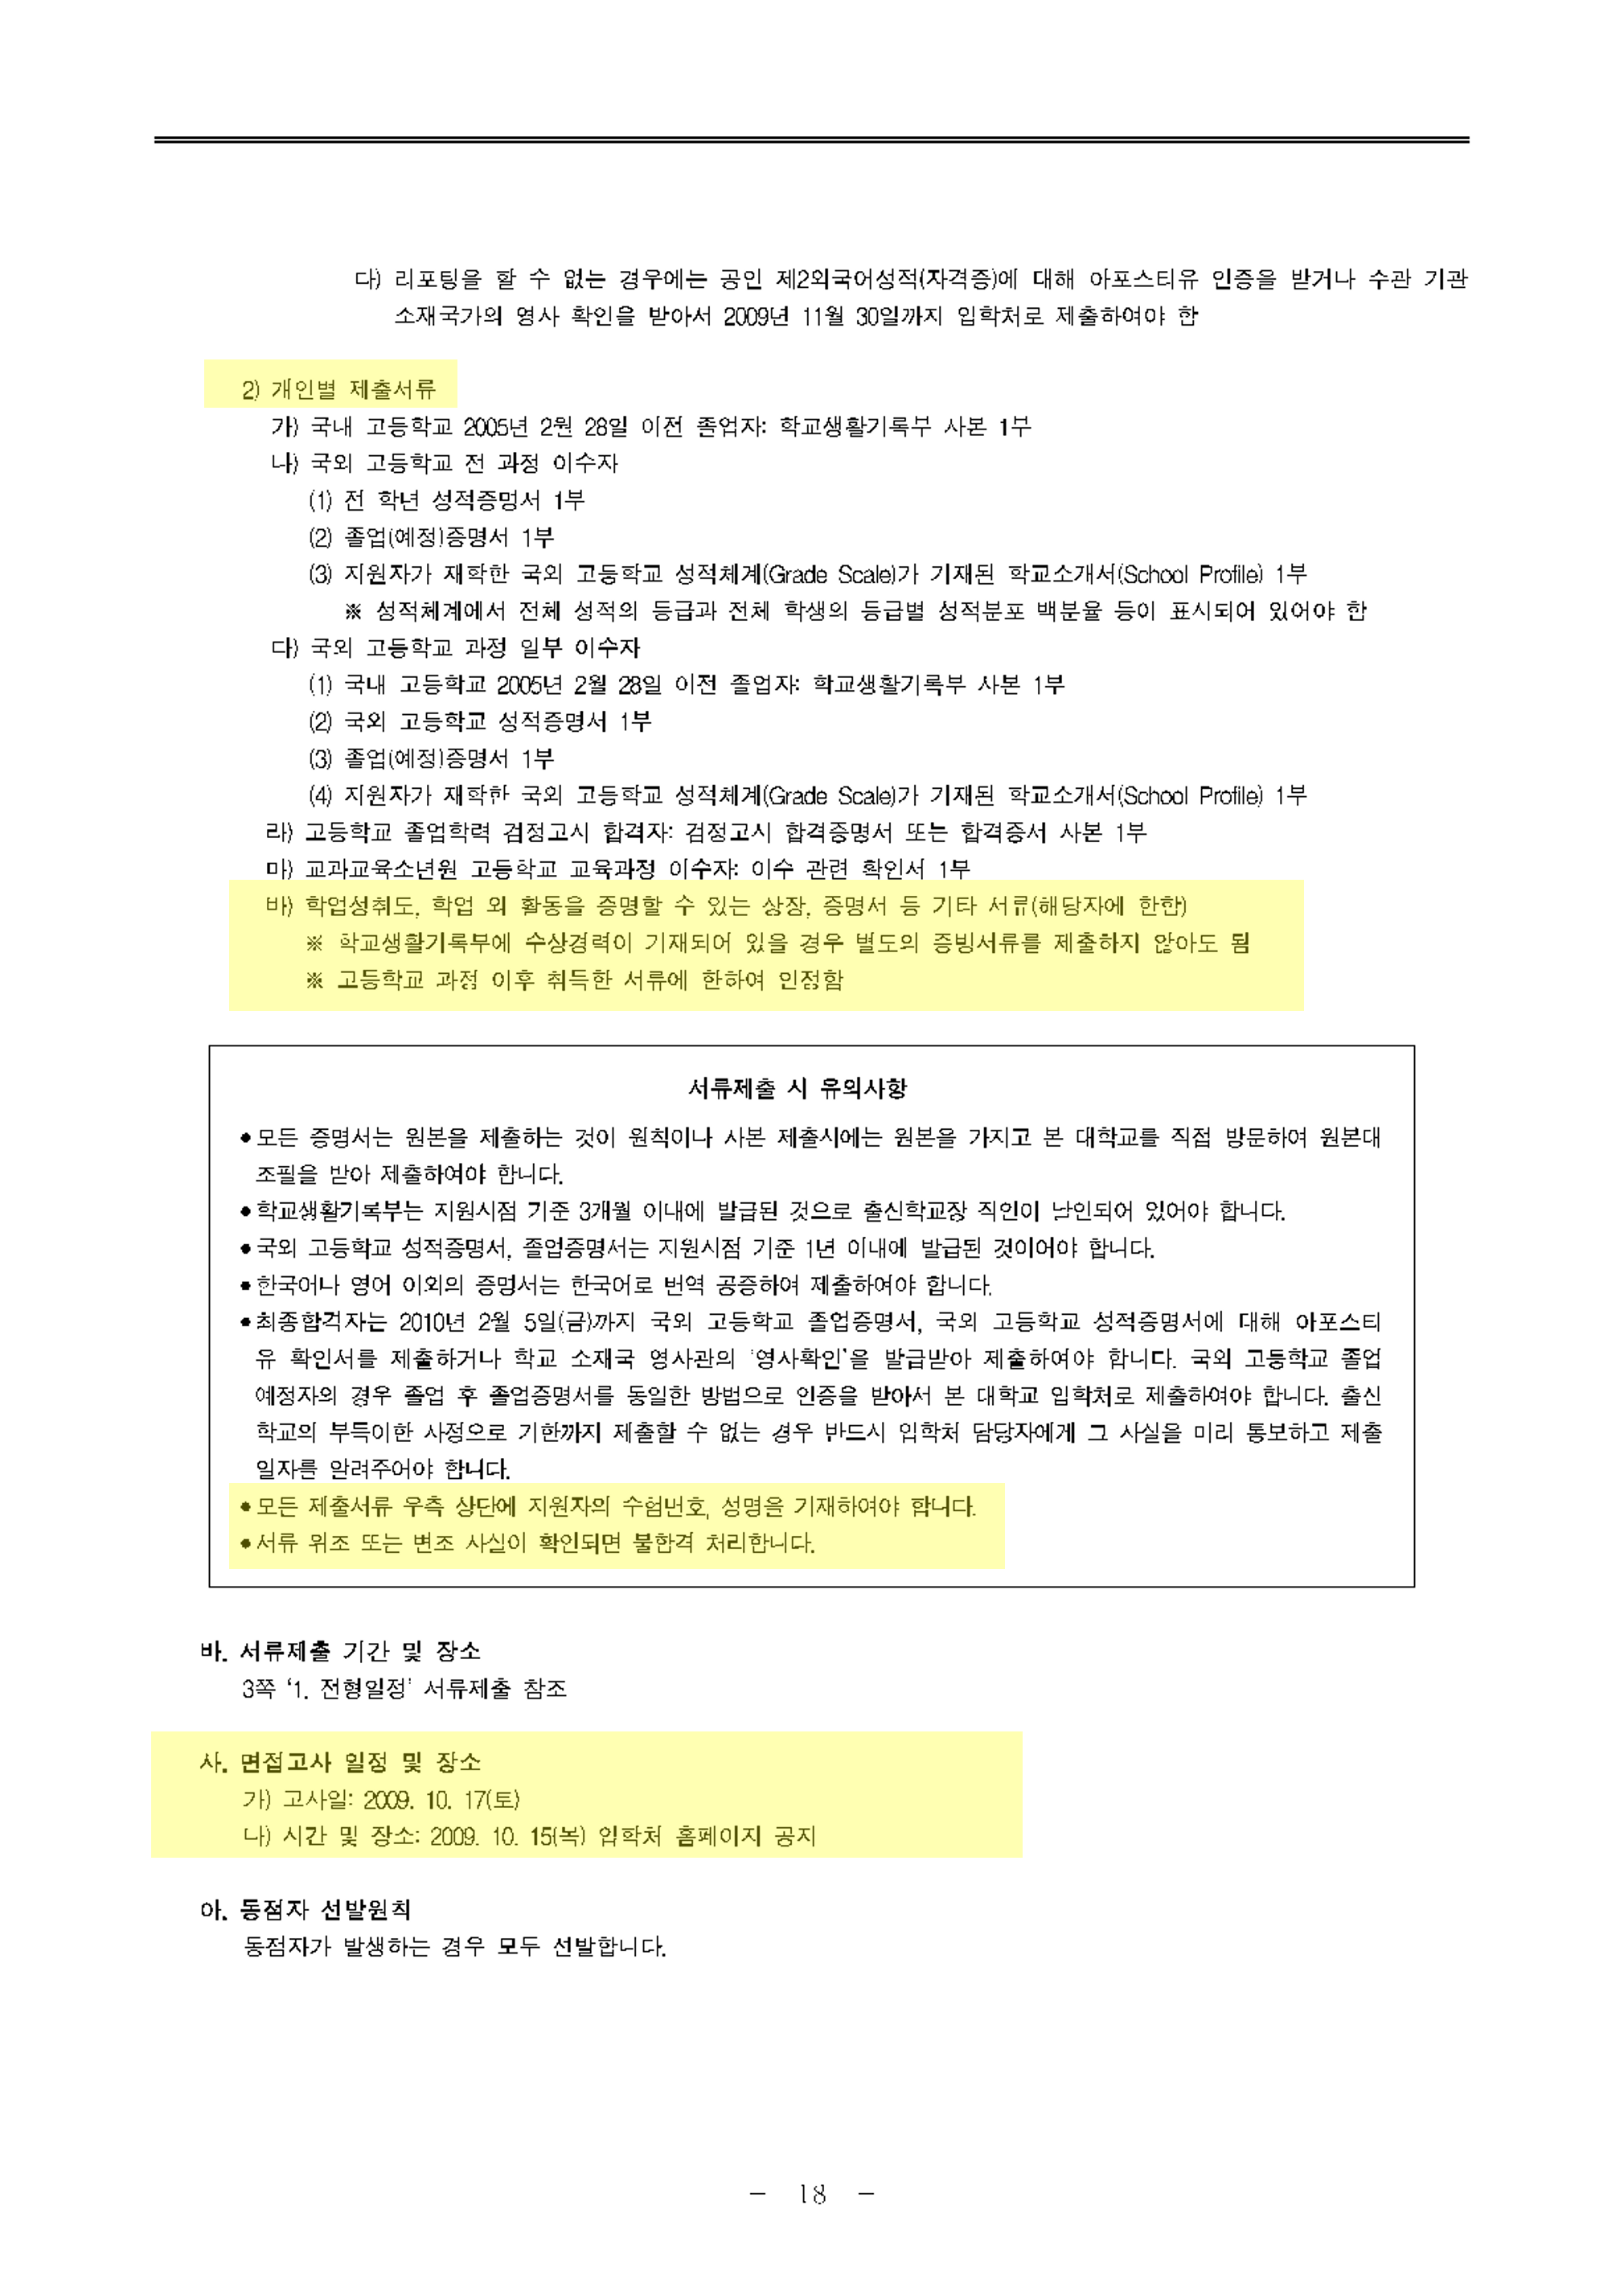 다) 리포팅을 할 수 없는 경우에는 공인 제2외국어성적(자격증)에 대해 아포스티유 인증을 받거나 수관 기관
소재국가의 영사 확인을 받아서 2009년 11월 30일까지 입학처로 제출하여야 함
2) 개인별 제출서류
가) 국내 고등학교 2005년 2월 28일 이전 졸업자: 학교생활기록부 사본 1부
나) 국외 고등학교 전 과정 이수자
(1) 전 학년 성적증명서 1부
(2) 졸업(예정)증명서 1부
(3) 지원자가 재학한 국외 고등학교 성적체계(Grade Scale)가 기재된 학교소개서(School Profile) 1부
※ 성적체계에서 전체 성적의 등급과 전체 학생의 등급별 성적분포 백분율 등이 표시되어 있어야 함
다) 국외 고등학교 과정 일부 이수자
(1) 국내 고등학교 2005년 2월 28일 이전 졸업자: 학교생활기록부 사본 1부
(2) 국외 고등학교 성적증명서 1부
(3) 졸업(예정)증명서 1부
(4) 지원자가 재학한 국외 고등학교 성적체계(Grade Scale)가 기재된 학교소개서(School Profile) 1부
라) 고등학교 졸업학력 검정고시 합격자: 검정고시 합격증명서 또는 합격증서 사본 1부
마) 교과교육소년원 고등학교 교육과정 이수자: 이수 관련 확인서 1부
바) 학업성취도, 학업 외 활동을 증명할 수 있는 상장, 증명서 등 기타 서류(해당자에 한함)
※ 학교생활기록부에 수상경력이 기재되어 있을 경우 별도의 증빙서류를 제출하지 않아도 됨
※ 고등학교 과정 이후 취득한 서류에 한하여 인정함
서류제출 시 유의사항
● 모든 증명서는 원본을 제출하는 것이 원칙이나 사본 제출시에는 원본을 가지고 본 대학교를 직접 방문하여 원본대
조필을 받아 제출하여야 합니다.
● 학교생활기록부는 지원시점 기준 3개월 이내에 발급된 것으로 출신학교장 직인이 날인되어 있어야 합니다.
● 국외 고등학교 성적증명서, 졸업증명서는 지원시점 기준 1년 이내에 발급된 것이어야 합니다.
● 한국어나 영어 이외의 증명서는 한국어로 번역 공증하여 제출하여야 합니다.
● 최종합격자는 2010년 2월 5일(금)까지 국외 고등학교 졸업증명서, 국외 고등학교 성적증명서에 대해 아포스티
유 확인서를 제출하거나 학교 소재국 영사관의 '영사확인'을 발급받아 제출하여야 합니다. 국외 고등학교 졸업
예정자의 경우 졸업 후 졸업증명서를 동일한 방법으로 인증을 받아서 본 대학교 입학처로 제출하여야 합니다. 출신
학교의 부득이한 사정으로 기한까지 제출할 수 없는 경우 반드시 입학처 담당자에게 그 사실을 미리 통보하고 제출
일자를 알려주어야 합니다.
● 모든 제출서류 우측 상단에 지원자의 수험번호, 성명을 기재하여야 합니다.
● 서류 위조 또는 변조 사실이 확인되면 불합격 처리합니다.
바. 서류제출 기간 및 장소
3쪽 '1. 전형일정' 서류제출 참조
사. 면접고사 일정 및 장소
가) 고사일: 2009. 10. 17(토)
나) 시간 및 장소: 2009. 10. 15(목) 입학처 홈페이지 공지
아. 동점자 선발원칙
동점자가 발생하는 경우 모두 선발합니다.
- 18 -